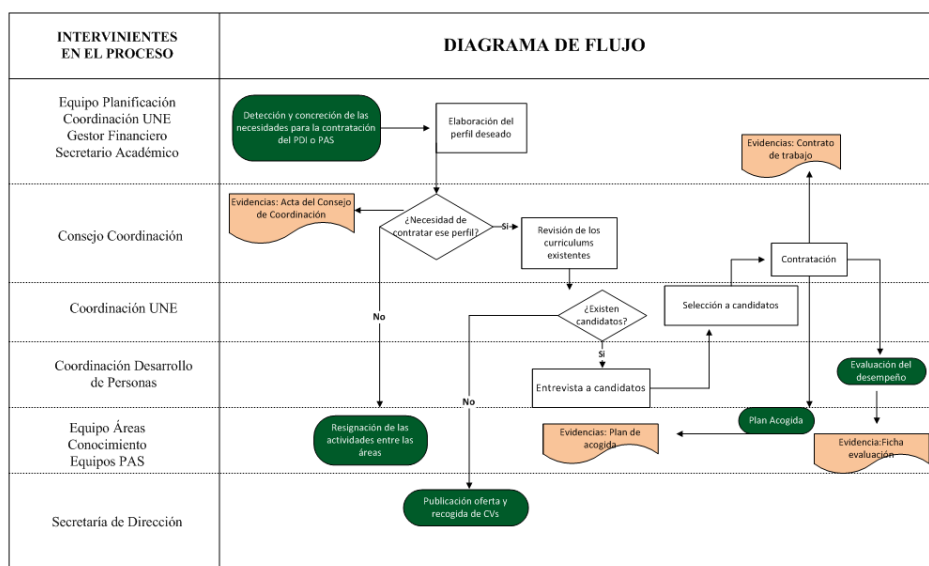 INTERVINIENTES
EN EL PROCESO
DIAGRAMA DE FLUJO
Equipo Planificación
Coordinación UNE
Gestor Financiero
Secretario Académico
Detección y concreción de las
necesidades para la contratación
del PDI o PAS
Elaboración del
perfil deseado
Evidencias: Contrato
de trabajo
Consejo Coordinación
Evidencias: Acta del Consejo
de Coordinación
¿Necesidad de
contratar ese perfil?
Si
Revisión de los
curriculums
existentes
Contratación
Coordinación UNE
No
¿Existen
candidatos?
Si
Selección a candidatos
Coordinación Desarrollo
de Personas
No
Entrevista a candidatos
Evaluación del
desempeño
Equipo Áreas
Conocimiento
Equipos PAS
Resignación de las
actividades entre las
áreas
Evidencias: Plan de
acogida
Plan Acogida
Evidencia:Ficha
evaluación
Secretaría de Dirección
Publicación oferta y
recogida de CVs